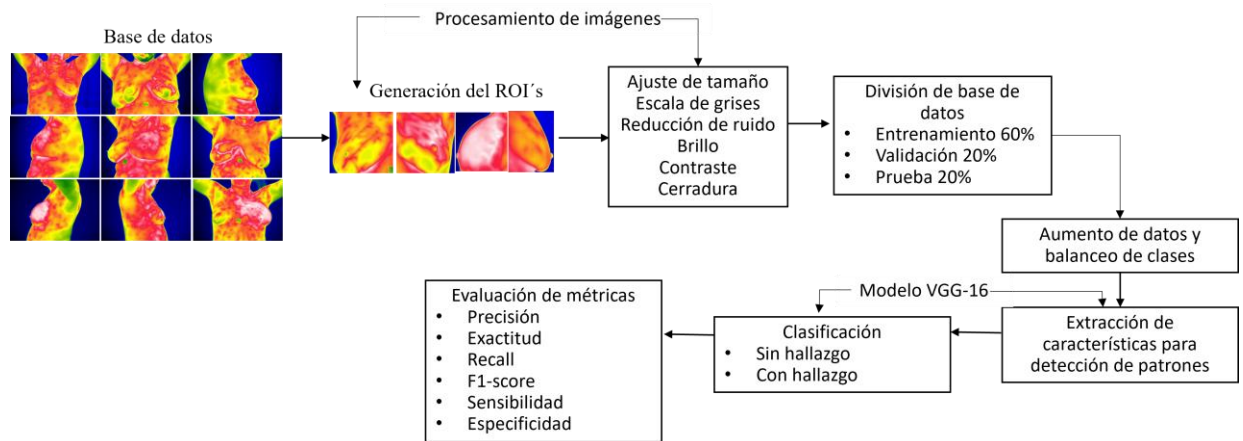 Procesamiento de imágenes
Base de datos
Generación del ROI´s
Ajuste de tamaño
Escala de grises
Reducción de ruido
Brillo
Contraste
Cerradura
División de base de
datos
• Entrenamiento 60%
• Validación 20%
• Prueba 20%
Aumento de datos y
balanceo de clases
Modelo VGG-16
Extracción de
características para
detección de patrones
Clasificación
• Sin hallazgo
• Con hallazgo
Evaluación de métricas
• Precisión
• Exactitud
• Recall
• F1-score
• Sensibilidad
• Especificidad